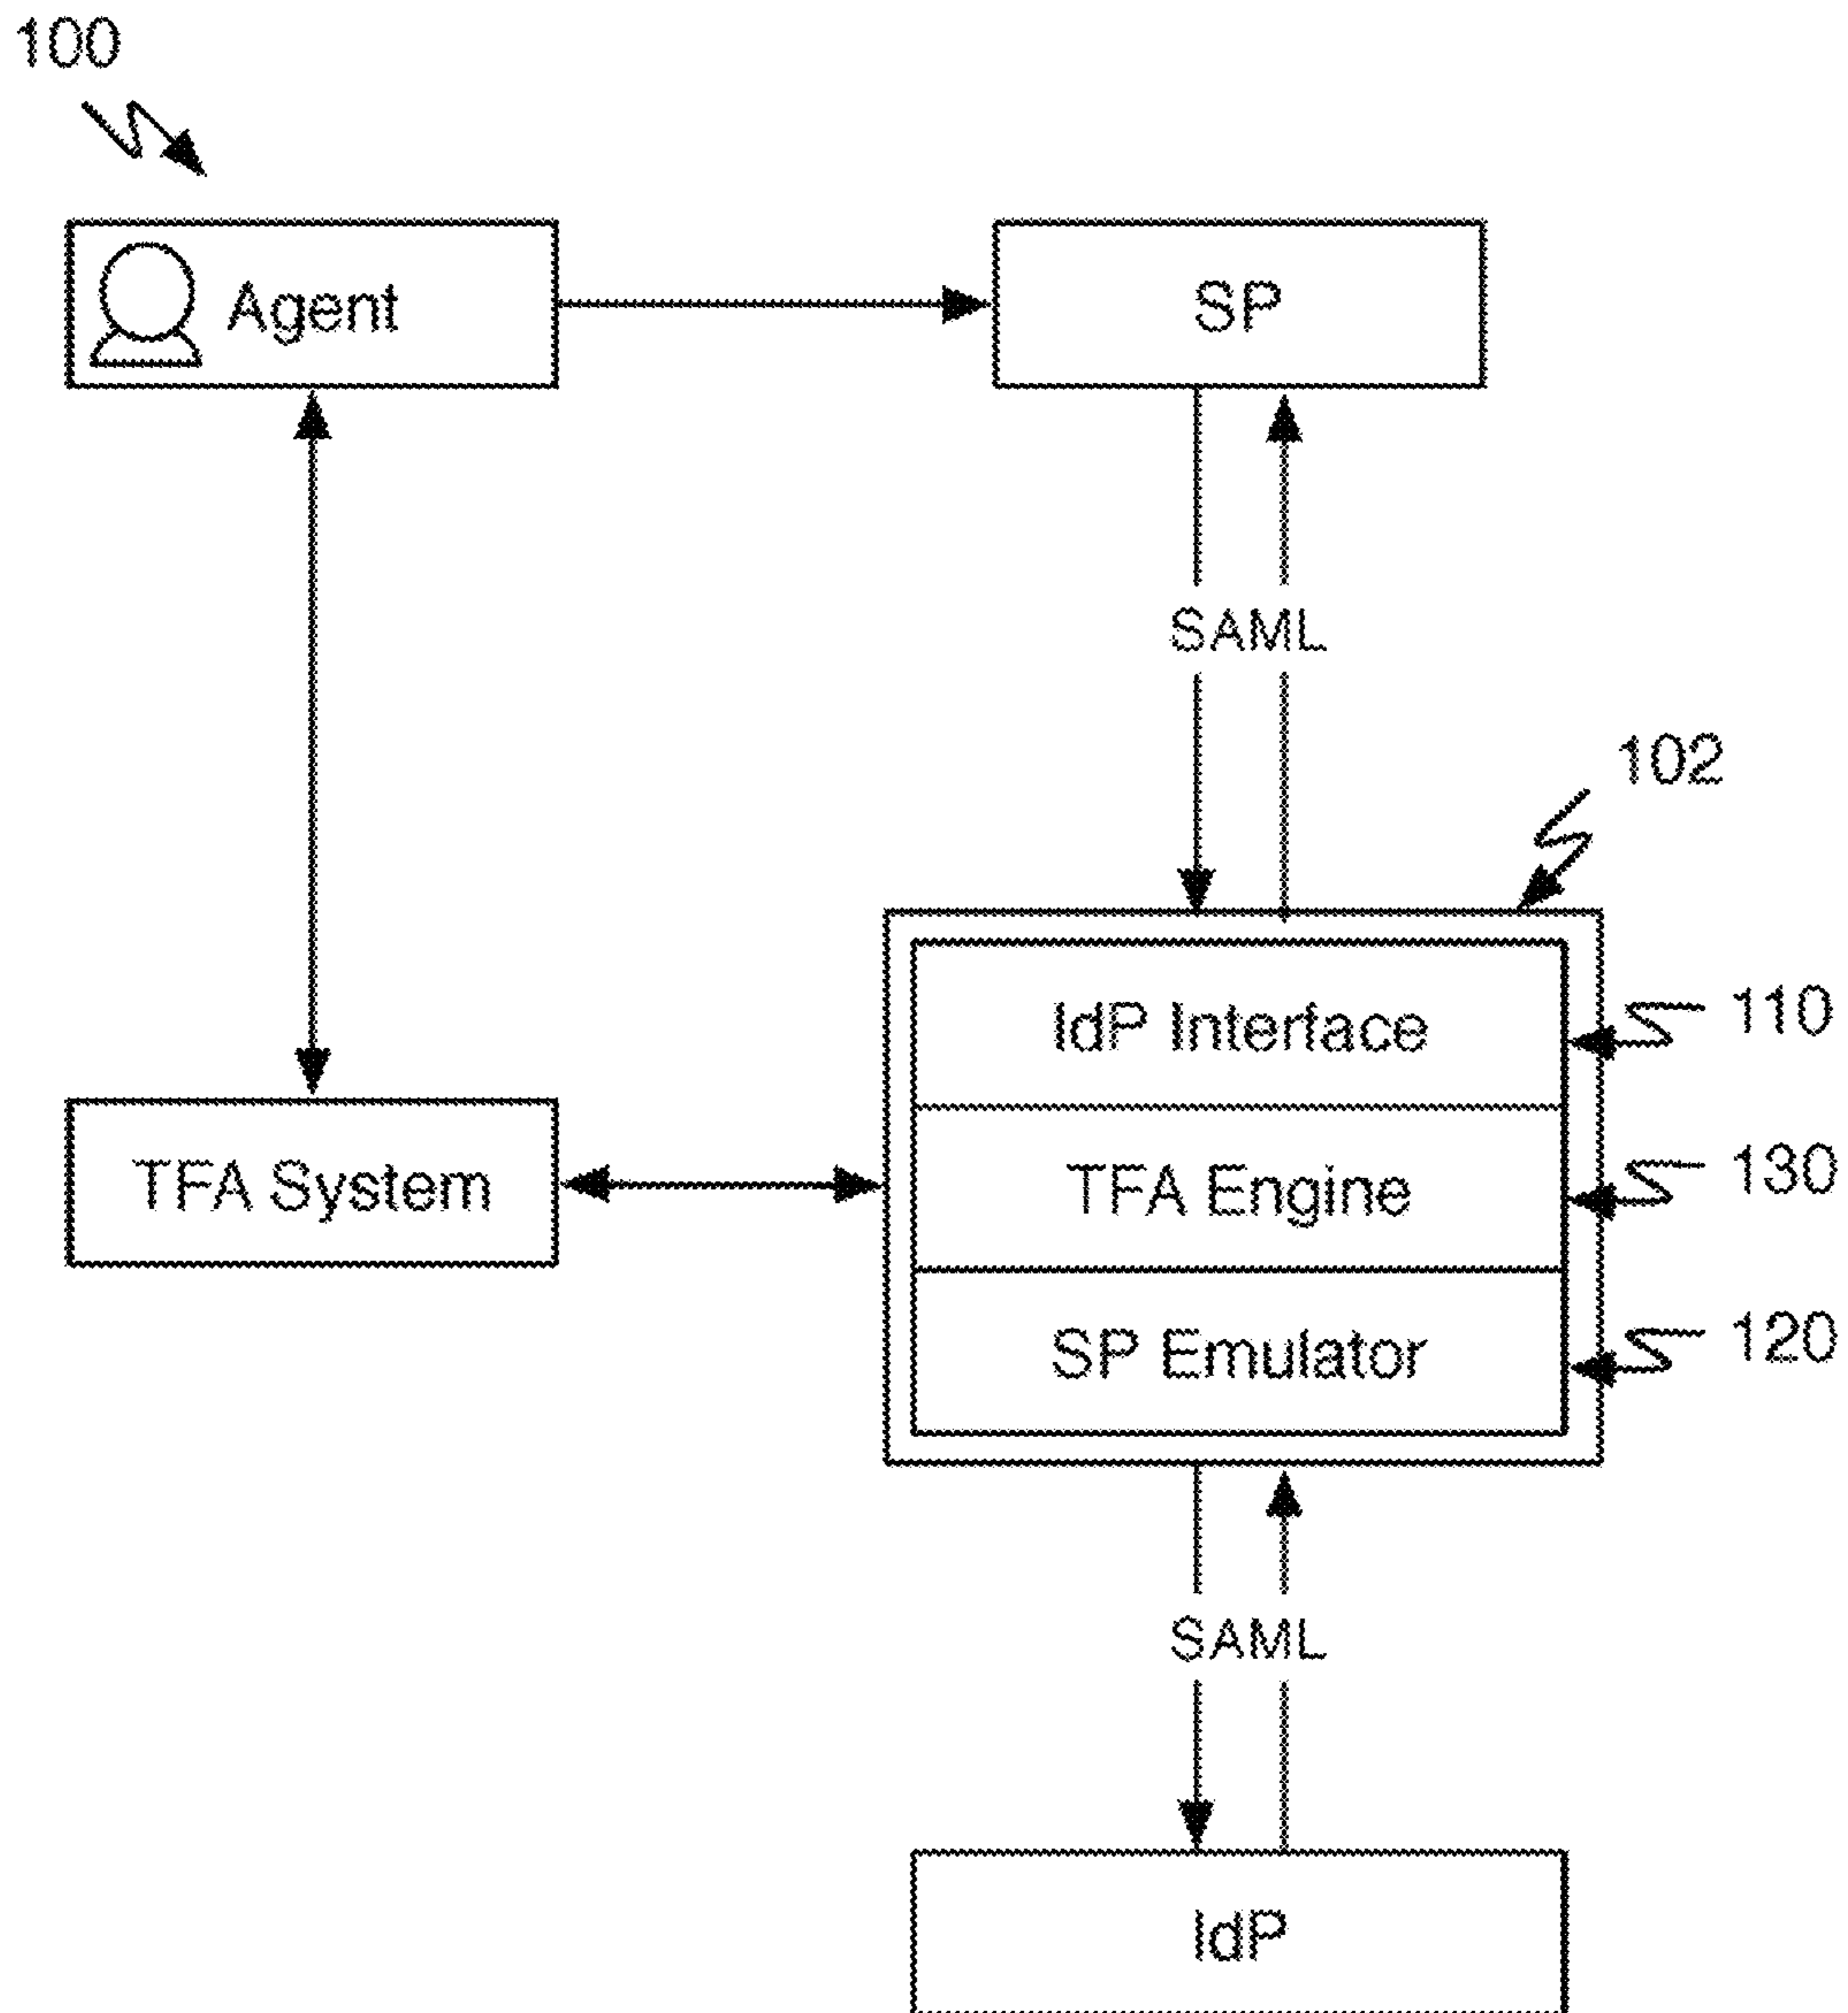 100
Agent
SP
SAML
102
IdP Interface
110
TFA System
TFA Engine
130
SP Emulator
120
SAML
IdP